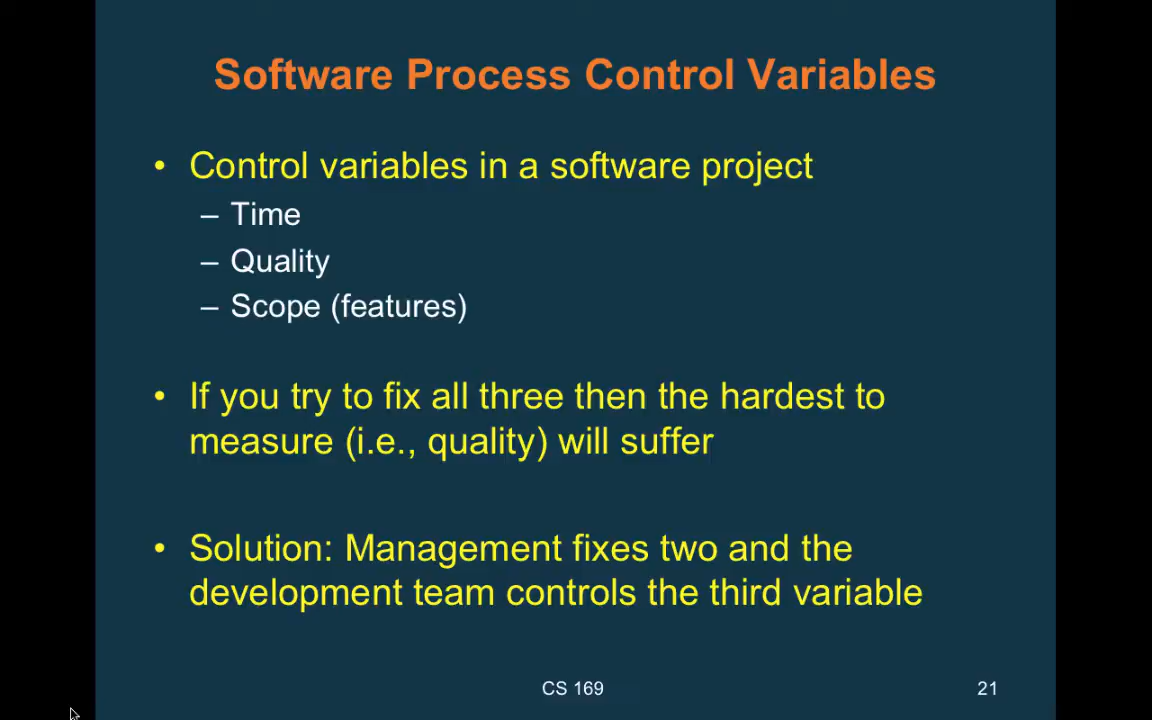 Software Process Control Variables
• Control variables in a software project
– Time
– Quality
– Scope (features)
• If you try to fix all three then the hardest to
measure (i.e., quality) will suffer
• Solution: Management fixes two and the
development team controls the third variable
CS 169
21